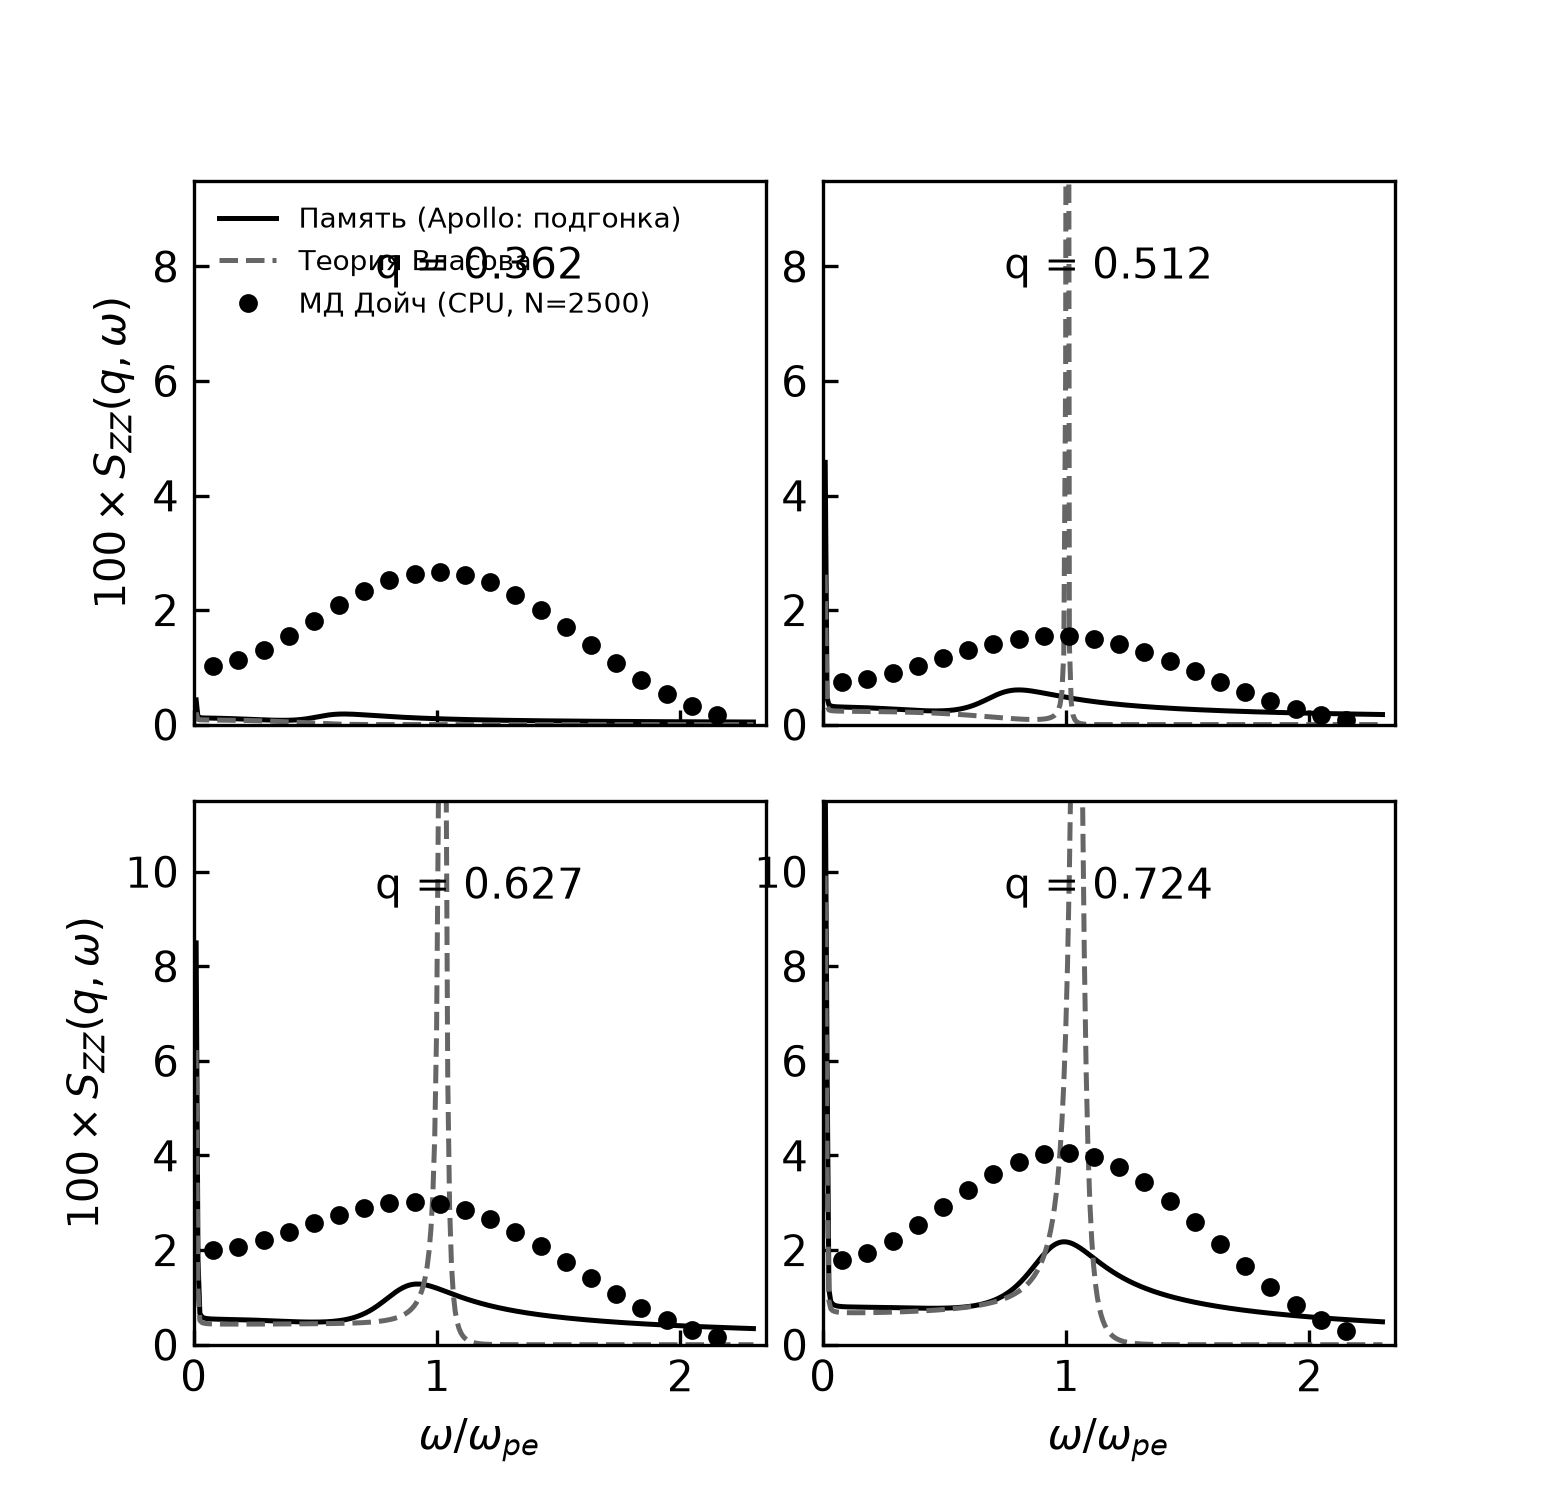 Память (Apollo: подгонка)
Теория Власова
q = 0.362
МД Дойч (CPU, N=2500)
8
6
4
2
0
100 × S_ZZ(q, ω)
q = 0.512
8
6
4
2
0
q = 0.627
10
8
6
4
2
0
100 × S_ZZ(q, ω)
0 1 2
ω/ω_pe
q = 0.724
10
8
6
4
2
0
0 1 2
ω/ω_pe